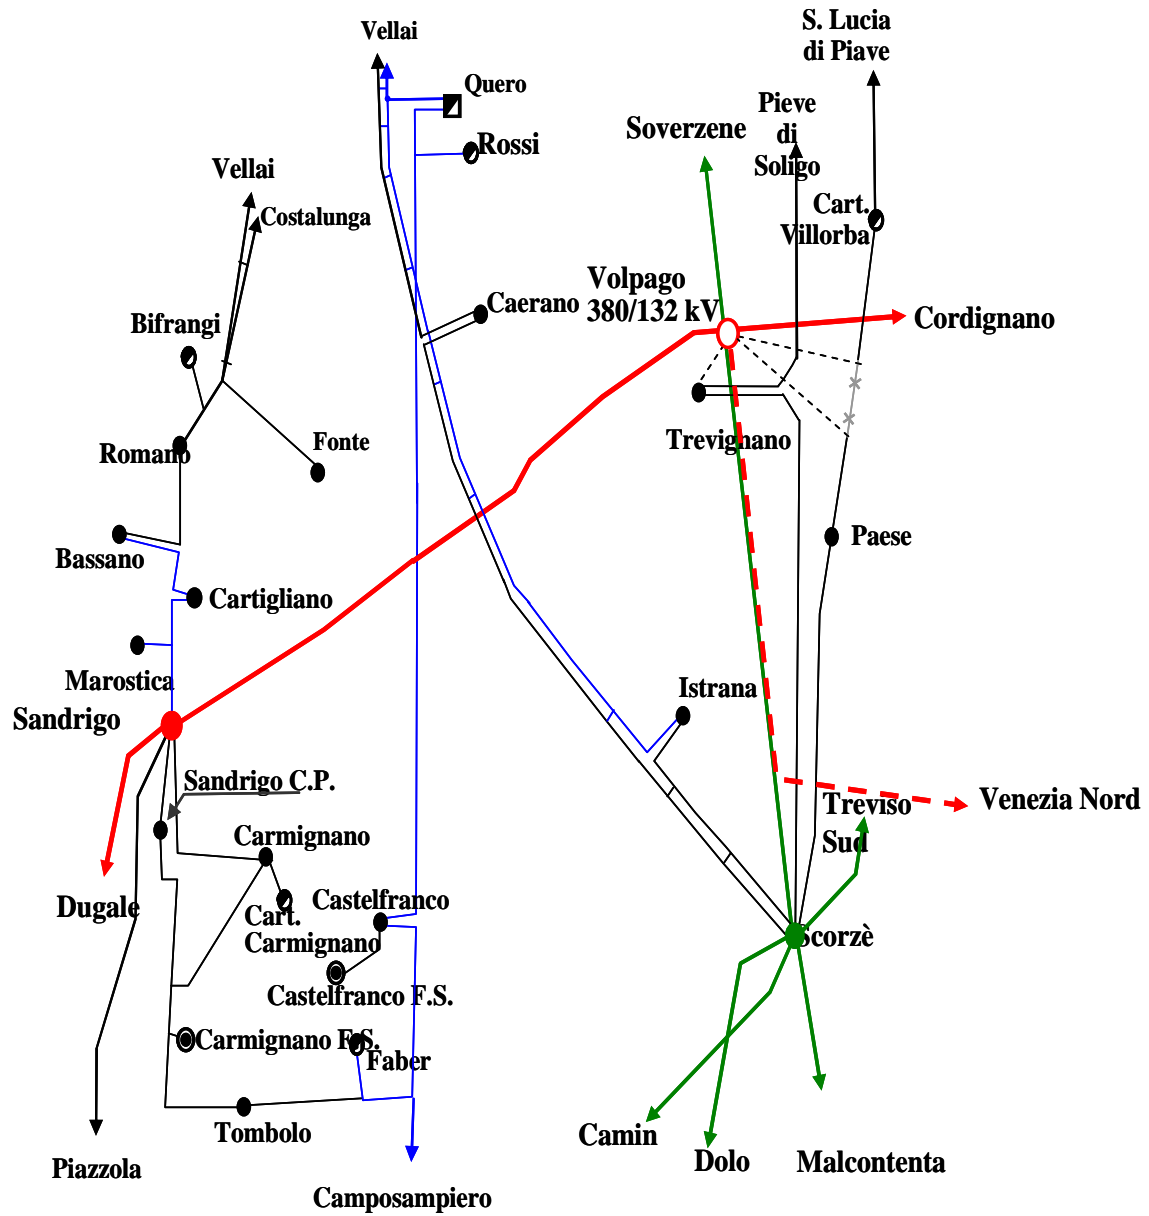 S. Lucia
di Piave
Vellai
Quero
Pieve
di
Soligo
Soverzene
Rossi
Vellai
Costalunga
Cart.
Villorba
Volpago
380/132 kV
Caerano
Cordignano
Bifrangi
Fonte
Romano
Trevignano
Bassano
Paese
Cartigliano
Marostica
Istrana
Sandrigo
Sandrigo C.P.
Treviso
Sud
Venezia Nord
Carmignano
Dugale
Cart.
Carmignano
Castelfranco
Scorzè
Castelfranco F.S.
Carmignano F.S.
Faber
Tombolo
Camin
Dolo
Malcontenta
Piazzola
Camposampiero